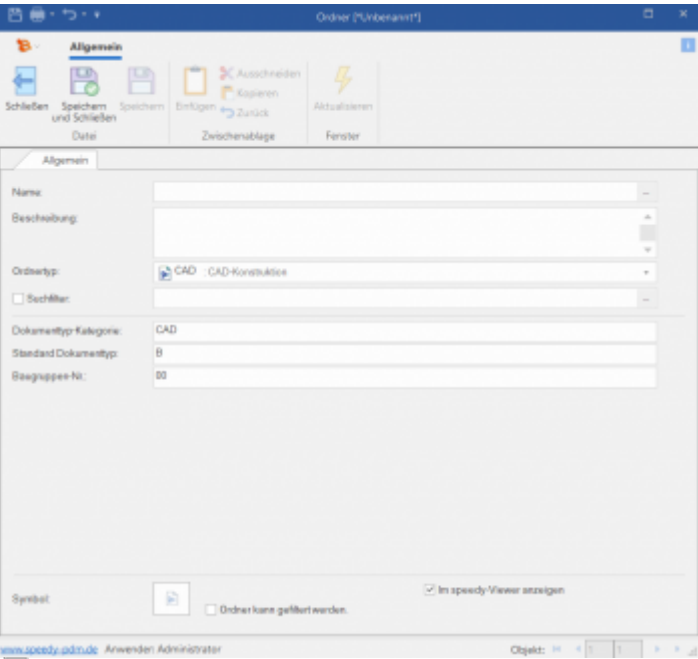 Ordner [*Unbenannt*]
Allgemein
Schließen
Speichern und Schließen
Speichern
Einfügen
Ausschneiden
Kopieren
Zurück
Aktualisieren
Datei
Zwischenablage
Fenster
Allgemein
Name:
Beschreibung:
Ordnertyp: CAD : CAD-Konstruktion
Suchfilter:
Dokumenttyp-Kategorie: CAD
Standard Dokumenttyp: B
Baugruppen-Nr.: 00
Im speedy-Viewer anzeigen
Symbol:
Ordner kann gefiltert werden.
www.speedy-pdm.de Anwender: Administrator Objekt: 1 1